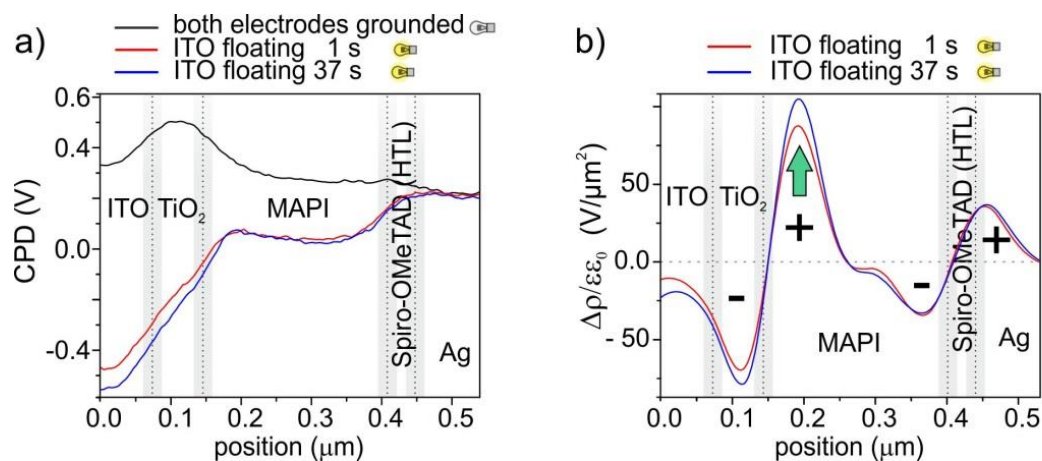 a)
both electrodes grounded
ITO floating 1 s
ITO floating 37 s
CPD (V)
0.6
0.4
0.0
-0.4
ITO
TiO₂
MAPI
Spiro-OMeTAD (HTL)
Ag
0.0 0.1 0.2 0.3 0.4 0.5
position (μm)
b)
ITO floating 1 s
ITO floating 37 s
Δρ/εε₀ (V/μm²)
50
0.0
- 50
ITO
TiO₂
MAPI
Spiro-OMeTAD (HTL)
Ag
-
+
-
+
0.0 0.1 0.2 0.3 0.4 0.5
position (μm)